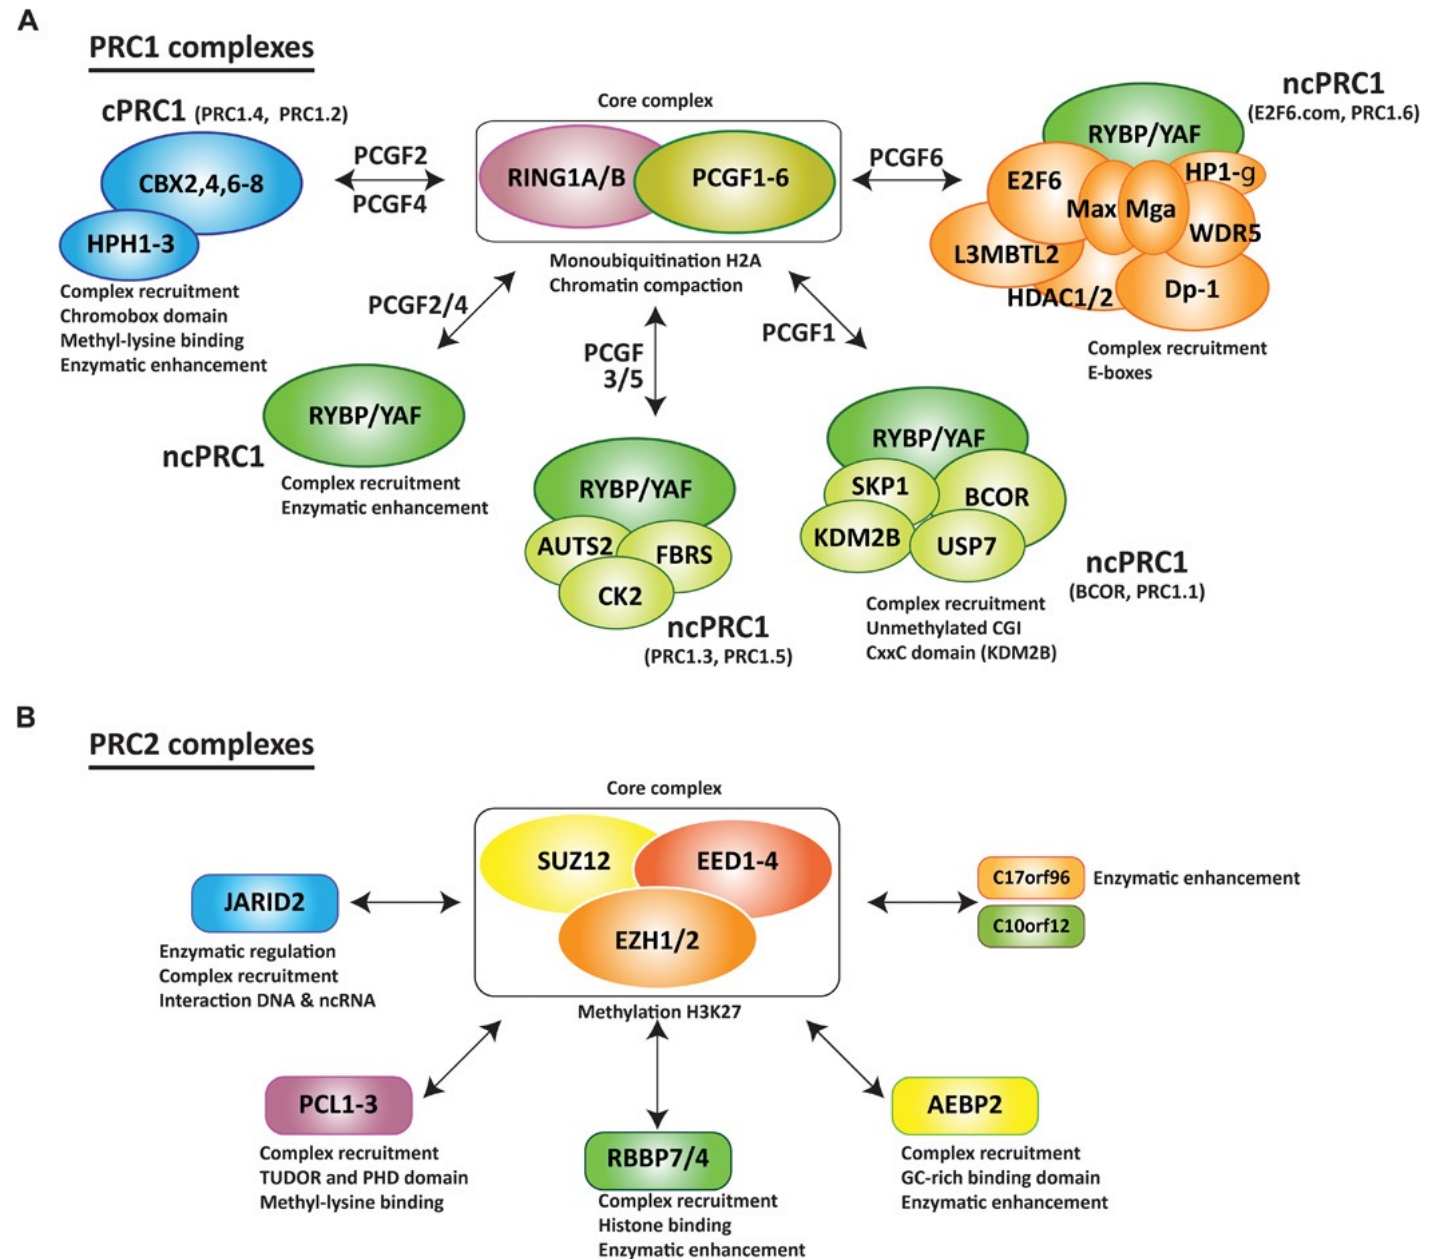 A
PRC1 complexes
cPRC1 (PRC1.4, PRC1.2)
CBX2,4,6-8
HPH1-3
Complex recruitment
Chromobox domain
Methyl-lysine binding
Enzymatic enhancement
PCGF2
PCGF4
Core complex
RING1A/B
PCGF1-6
Monoubiquitination H2A
Chromatin compaction
PCGF6
ncPRC1
(E2F6.com, PRC1.6)
RYBP/YAF
E2F6
HP1-g
Max
Mga
WDR5
L3MBTL2
HDAC1/2
Dp-1
Complex recruitment
E-boxes
PCGF2/4
RYBP/YAF
ncPRC1
Complex recruitment
Enzymatic enhancement
PCGF
3/5
RYBP/YAF
AUTS2
FBRS
CK2
ncPRC1
(PRC1.3, PRC1.5)
PCGF1
RYBP/YAF
SKP1
BCOR
KDM2B
USP7
ncPRC1
(BCOR, PRC1.1)
Complex recruitment
Unmethylated CGI
CxxC domain (KDM2B)
B
PRC2 complexes
Core complex
SUZ12
EED1-4
EZH1/2
Methylation H3K27
JARID2
Enzymatic regulation
Complex recruitment
Interaction DNA & ncRNA
C17orf96
Enzymatic enhancement
C10orf12
PCL1-3
Complex recruitment
TUDOR and PHD domain
Methyl-lysine binding
RBBP7/4
Complex recruitment
Histone binding
Enzymatic enhancement
AEBP2
Complex recruitment
GC-rich binding domain
Enzymatic enhancement